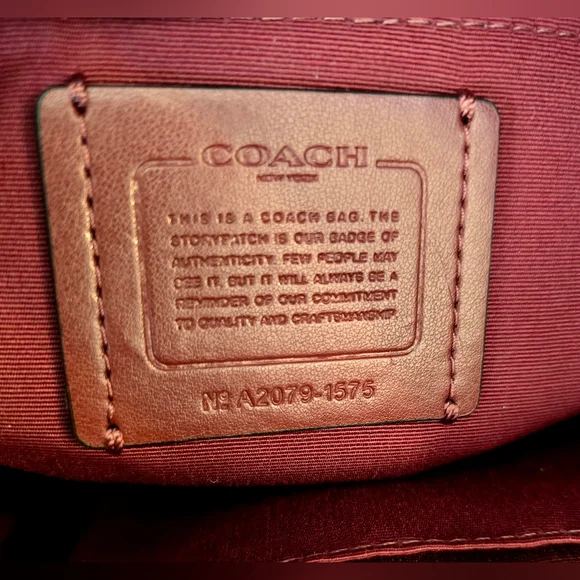 COACH
NEW YORK
THIS IS A COACH BAG. THE
STORYPATCH IS OUR BADGE OF
AUTHENTICITY. FEW PEOPLE MAY
SEE IT, BUT IT WILL ALWAYS BE A
REMINDER OF OUR COMMITMENT
TO QUALITY AND CRAFTSMANSHIP
Nº A2079-1575